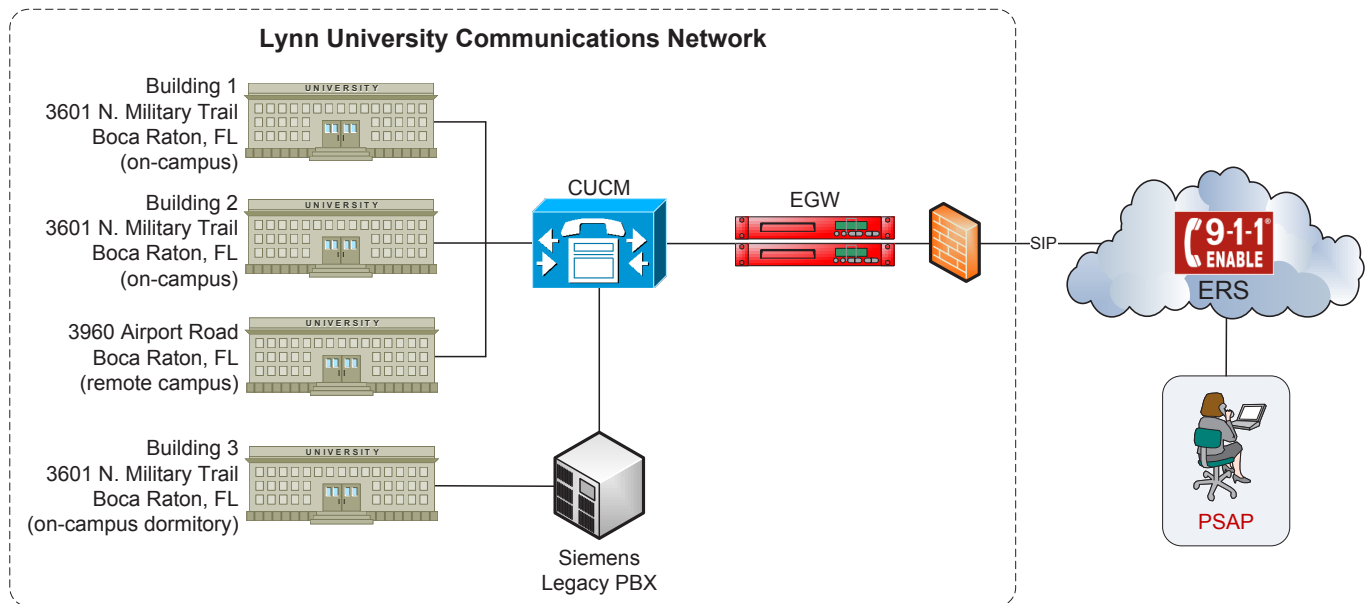 Lynn University Communications Network
Building 1
3601 N. Military Trail
Boca Raton, FL
(on-campus)
UNIVERSITY
Building 2
3601 N. Military Trail
Boca Raton, FL
(on-campus)
UNIVERSITY
3960 Airport Road
Boca Raton, FL
(remote campus)
UNIVERSITY
Building 3
3601 N. Military Trail
Boca Raton, FL
(on-campus dormitory)
UNIVERSITY
CUCM
EGW
SIP
9-1-1®
ENABLE
ERS
PSAP
Siemens
Legacy PBX